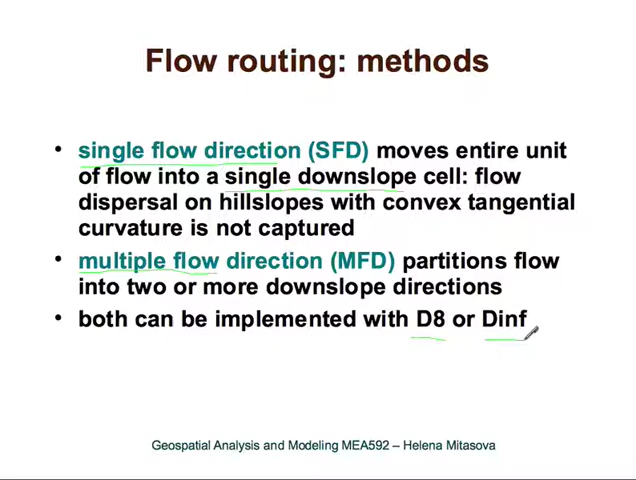 Flow routing: methods
• single flow direction (SFD) moves entire unit
of flow into a single downslope cell: flow
dispersal on hillslopes with convex tangential
curvature is not captured
• multiple flow direction (MFD) partitions flow
into two or more downslope directions
• both can be implemented with D8 or Dinf
Geospatial Analysis and Modeling MEA592 – Helena Mitasova